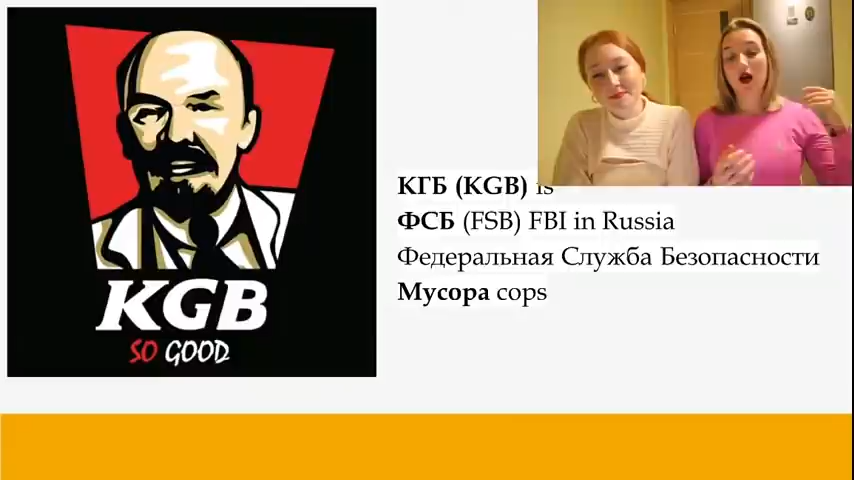 KGB
SO GOOD
КГБ (KGB) is
ФСБ (FSB) FBI in Russia
Федеральная Служба Безопасности
Мусора cops